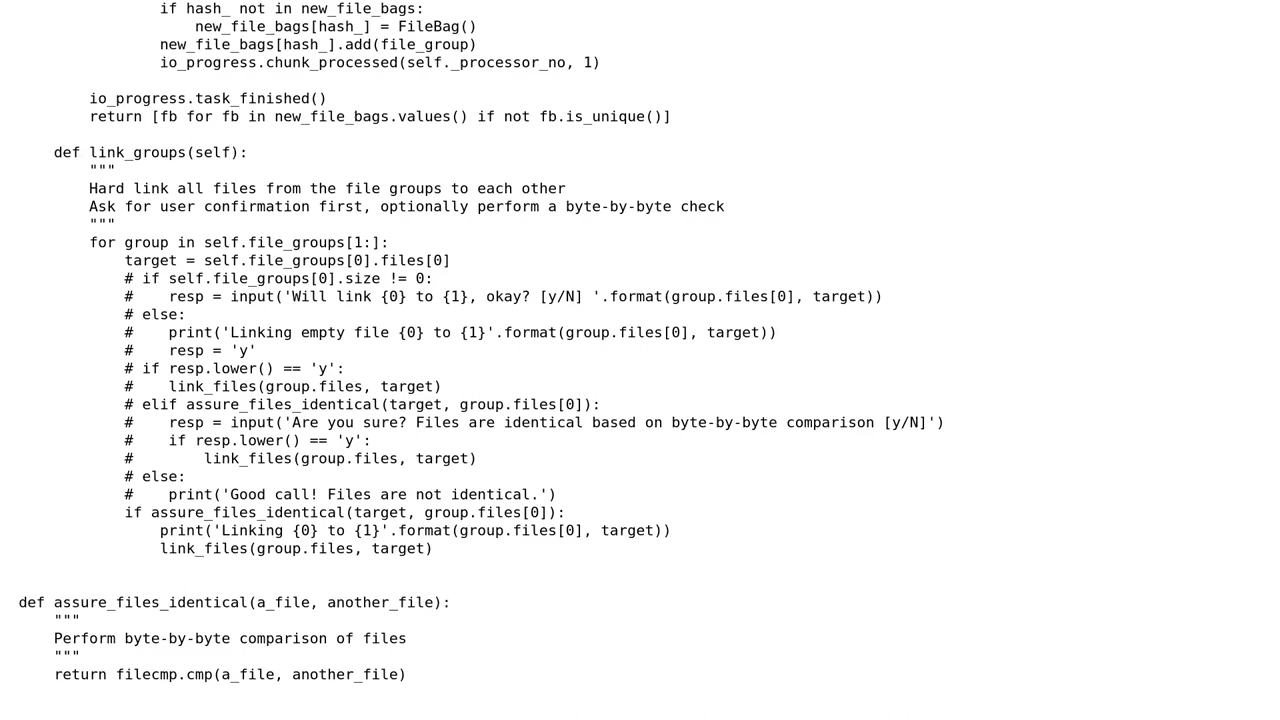 if hash_ not in new_file_bags:
                    new_file_bags[hash_] = FileBag()
                new_file_bags[hash_].add(file_group)
                io_progress.chunk_processed(self._processor_no, 1)

        io_progress.task_finished()
        return [fb for fb in new_file_bags.values() if not fb.is_unique()]

    def link_groups(self):
        """
        Hard link all files from the file groups to each other
        Ask for user confirmation first, optionally perform a byte-by-byte check
        """
        for group in self.file_groups[1:]:
            target = self.file_groups[0].files[0]
            # if self.file_groups[0].size != 0:
            #    resp = input('Will link {0} to {1}, okay? [y/N] '.format(group.files[0], target))
            # else:
            #    print('Linking empty file {0} to {1}'.format(group.files[0], target))
            #    resp = 'y'
            # if resp.lower() == 'y':
            #    link_files(group.files, target)
            # elif assure_files_identical(target, group.files[0]):
            #    resp = input('Are you sure? Files are identical based on byte-by-byte comparison [y/N]')
            #    if resp.lower() == 'y':
            #        link_files(group.files, target)
            # else:
            #    print('Good call! Files are not identical.')
            if assure_files_identical(target, group.files[0]):
                print('Linking {0} to {1}'.format(group.files[0], target))
                link_files(group.files, target)


def assure_files_identical(a_file, another_file):
    """
    Perform byte-by-byte comparison of files
    """
    return filecmp.cmp(a_file, another_file)